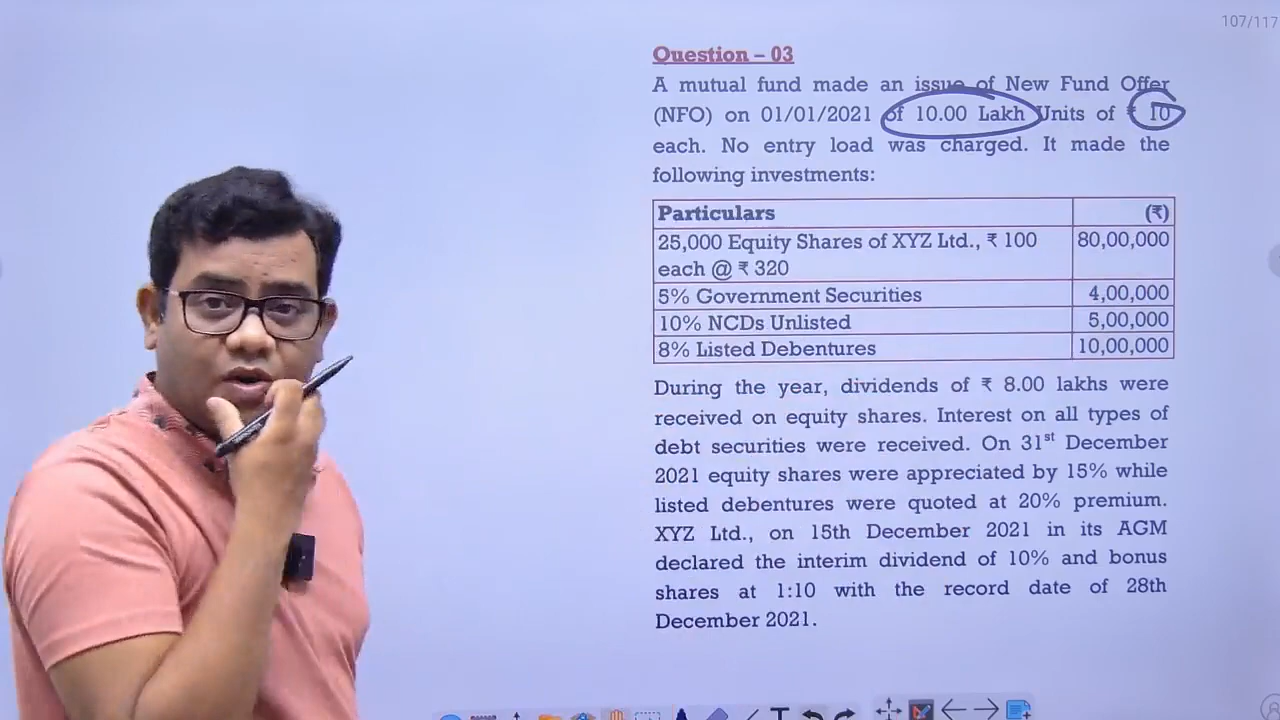 107/117
Question – 03
A mutual fund made an issue of New Fund Offer
(NFO) on 01/01/2021 of 10.00 Lakh Units of ₹ 10
each. No entry load was charged. It made the
following investments:
Particulars (₹)
25,000 Equity Shares of XYZ Ltd., ₹ 100 80,00,000
each @ ₹ 320
5% Government Securities 4,00,000
10% NCDs Unlisted 5,00,000
8% Listed Debentures 10,00,000
During the year, dividends of ₹ 8.00 lakhs were
received on equity shares. Interest on all types of
debt securities were received. On 31st December
2021 equity shares were appreciated by 15% while
listed debentures were quoted at 20% premium.
XYZ Ltd., on 15th December 2021 in its AGM
declared the interim dividend of 10% and bonus
shares at 1:10 with the record date of 28th
December 2021.